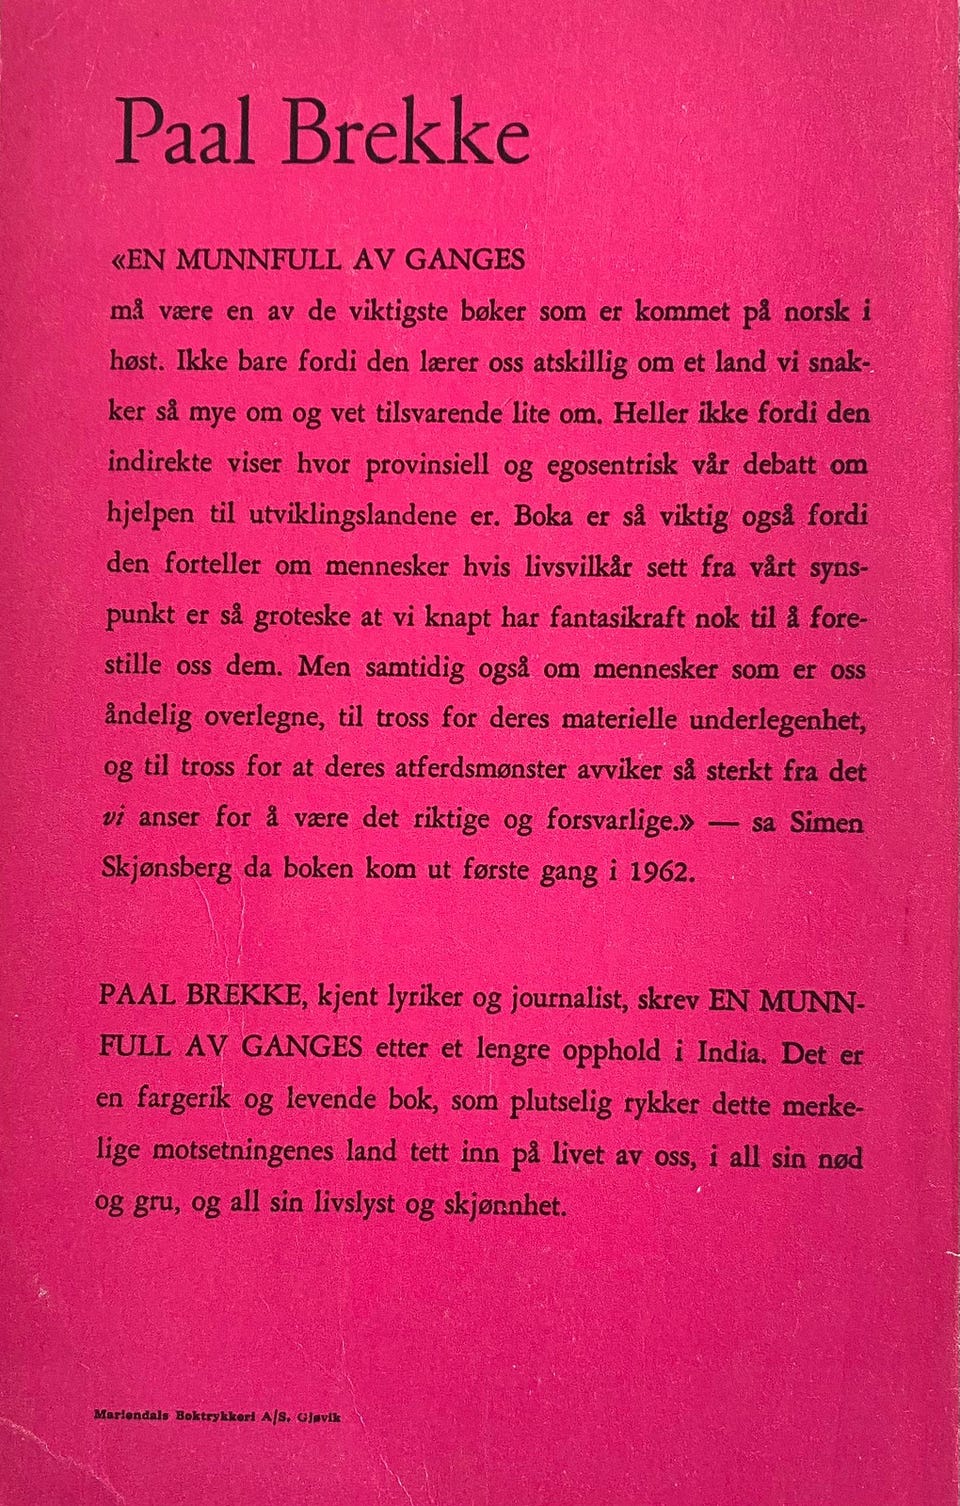 Paal Brekke
«EN MUNNFULL AV GANGES
må være en av de viktigste bøker som er kommet på norsk i
høst. Ikke bare fordi den lærer oss atskillig om et land vi snak-
ker så mye om og vet tilsvarende lite om. Heller ikke fordi den
indirekte viser hvor provinsiell og egosentrisk vår debatt om
hjelpen til utviklingslandene er. Boka er så viktig også fordi
den forteller om mennesker hvis livsvilkår sett fra vårt syns-
punkt er så groteske at vi knapt har fantasikraft nok til å fore-
stille oss dem. Men samtidig også om mennesker som er oss
åndelig overlegne, til tross for deres materielle underlegenhet,
og til tross for at deres atferdsmønster avviker så sterkt fra det
vi anser for å være det riktige og forsvarlige.» — sa Simen
Skjønsberg da boken kom ut første gang i 1962.
PAAL BREKKE, kjent lyriker og journalist, skrev EN MUNN-
FULL AV GANGES etter et lengre opphold i India. Det er
en fargerik og levende bok, som plutselig rykker dette merke-
lige motsetningenes land tett inn på livet av oss, i all sin nød
og gru, og all sin livslyst og skjønnhet.
Mariendals Boktrykkeri A/S, Gjøvik